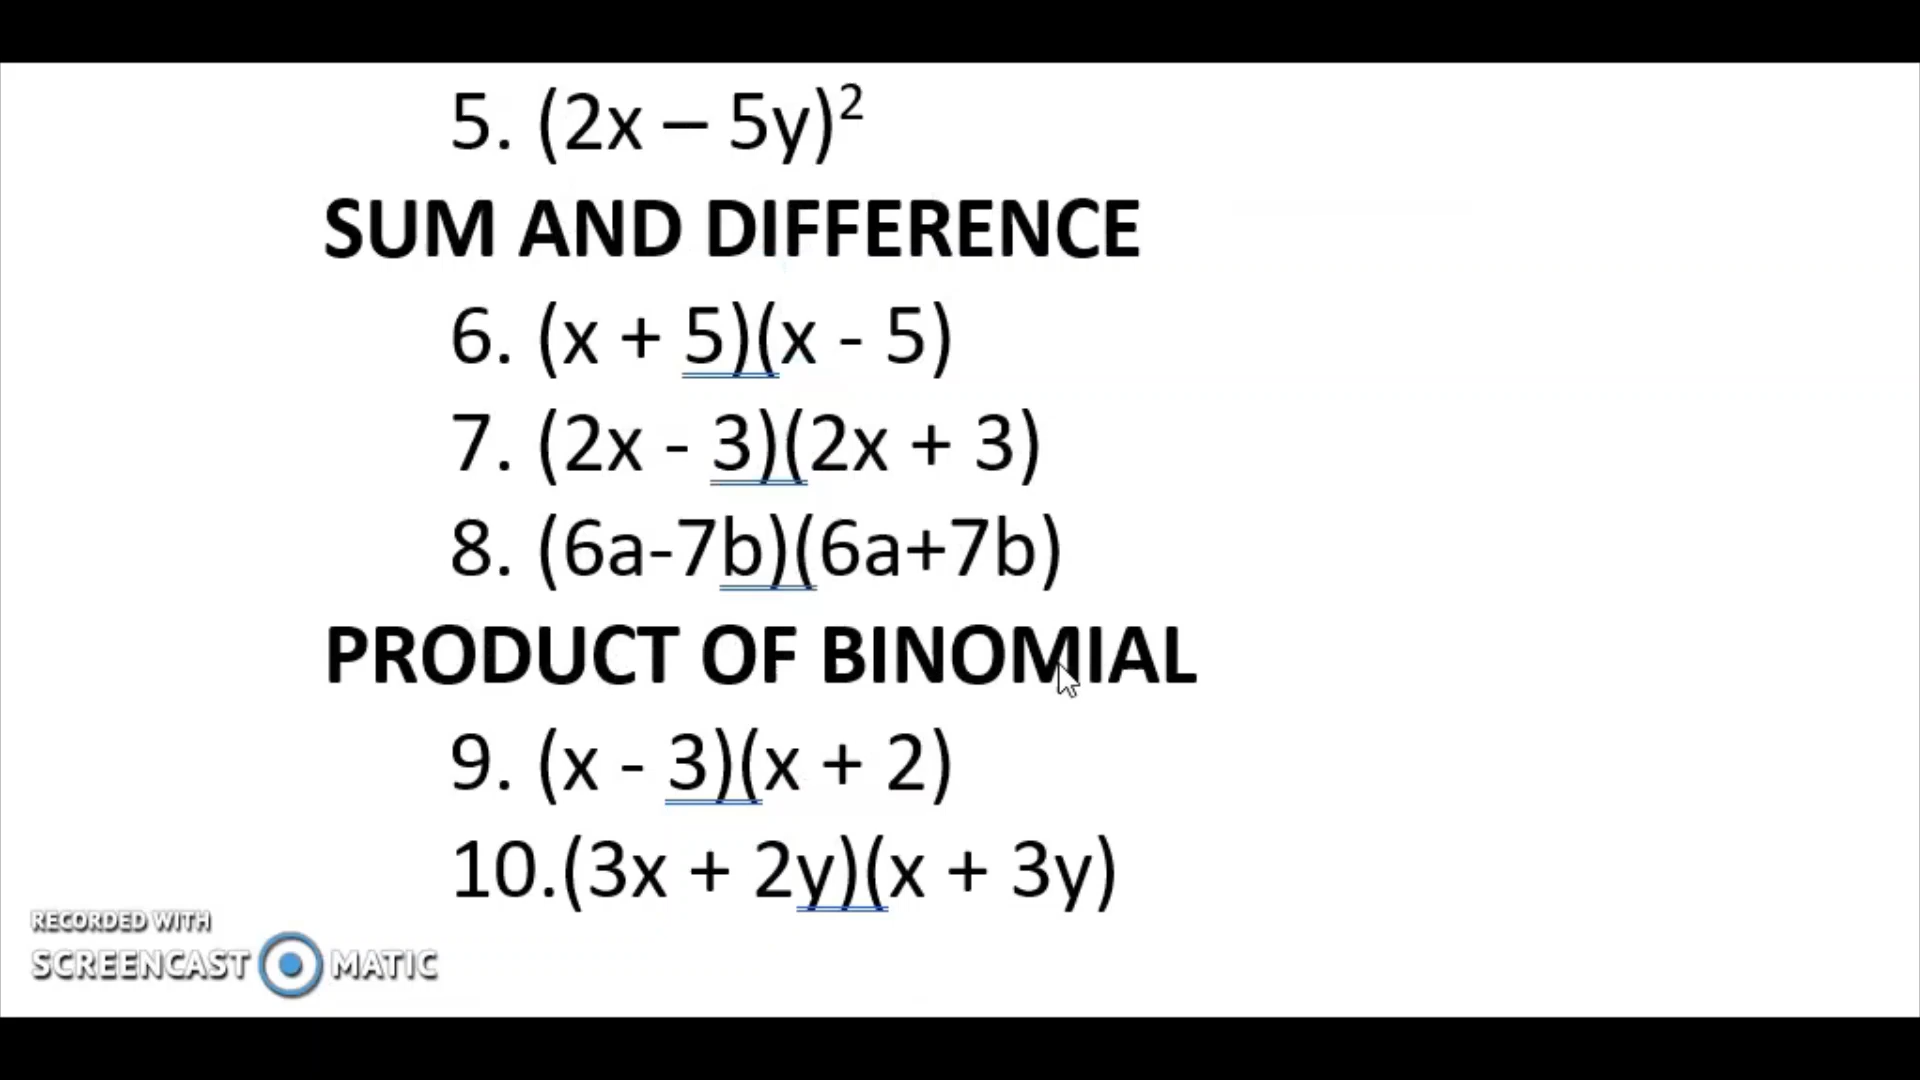 5. (2x – 5y)²
SUM AND DIFFERENCE
6. (x + 5)(x - 5)
7. (2x - 3)(2x + 3)
8. (6a-7b)(6a+7b)
PRODUCT OF BINOMIAL
9. (x - 3)(x + 2)
10.(3x + 2y)(x + 3y)
RECORDED WITH
SCREENCAST MATIC